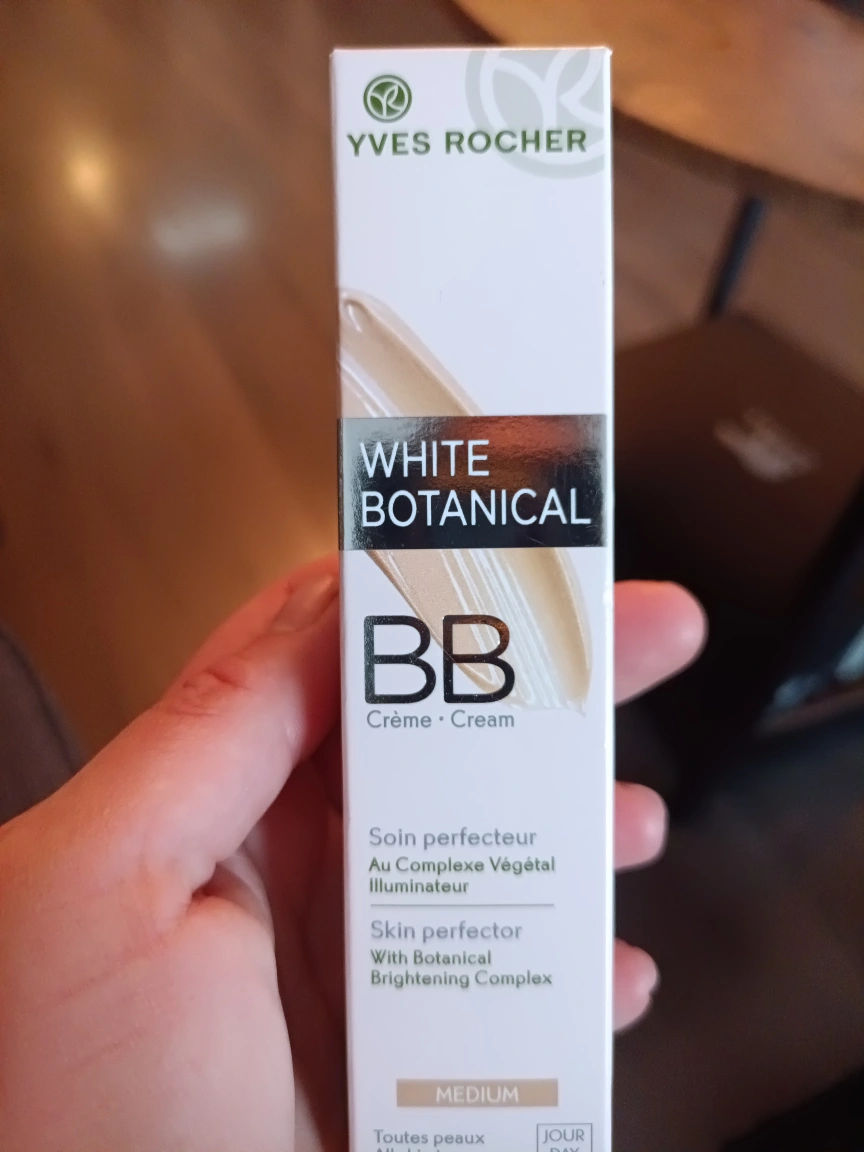 YVES ROCHER
WHITE
BOTANICAL
BB
Crème • Cream
Soin perfecteur
Au Complexe Végétal
Illuminateur
Skin perfector
With Botanical
Brightening Complex
MEDIUM
Toutes peaux
JOUR
DAY